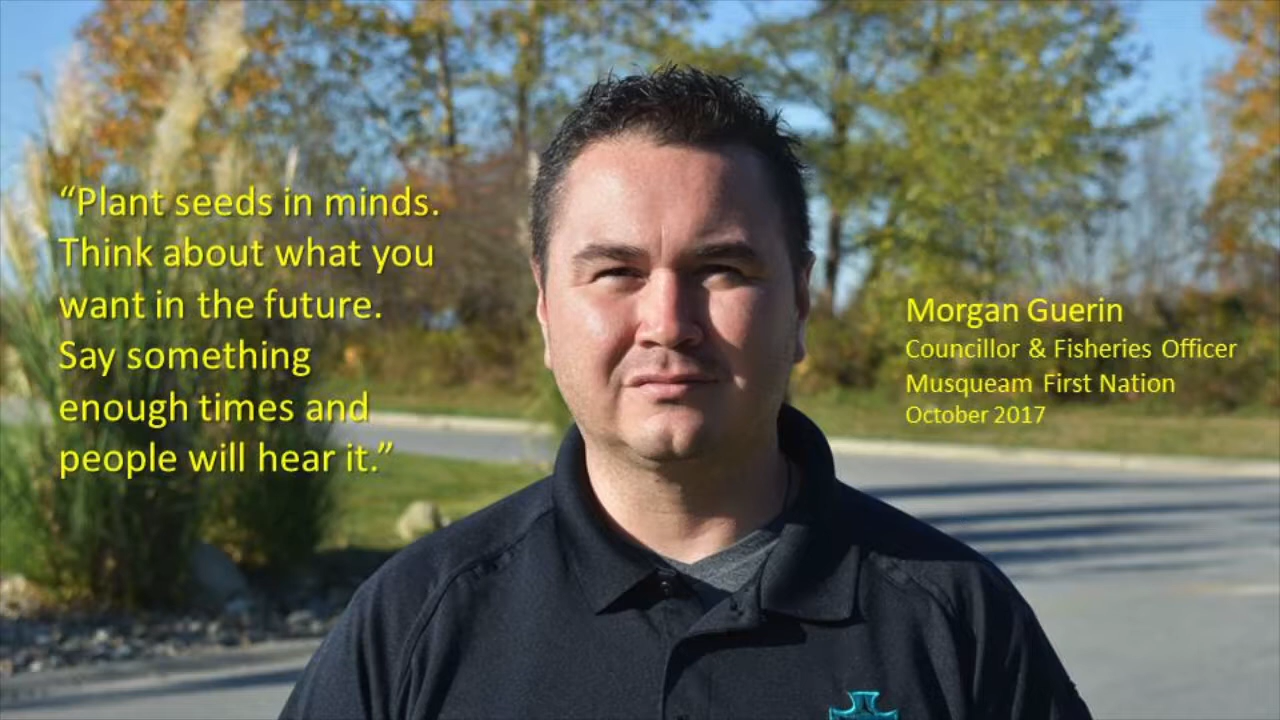 “Plant seeds in minds.
Think about what you
want in the future.
Say something
enough times and
people will hear it.”
Morgan Guerin
Councillor & Fisheries Officer
Musqueam First Nation
October 2017